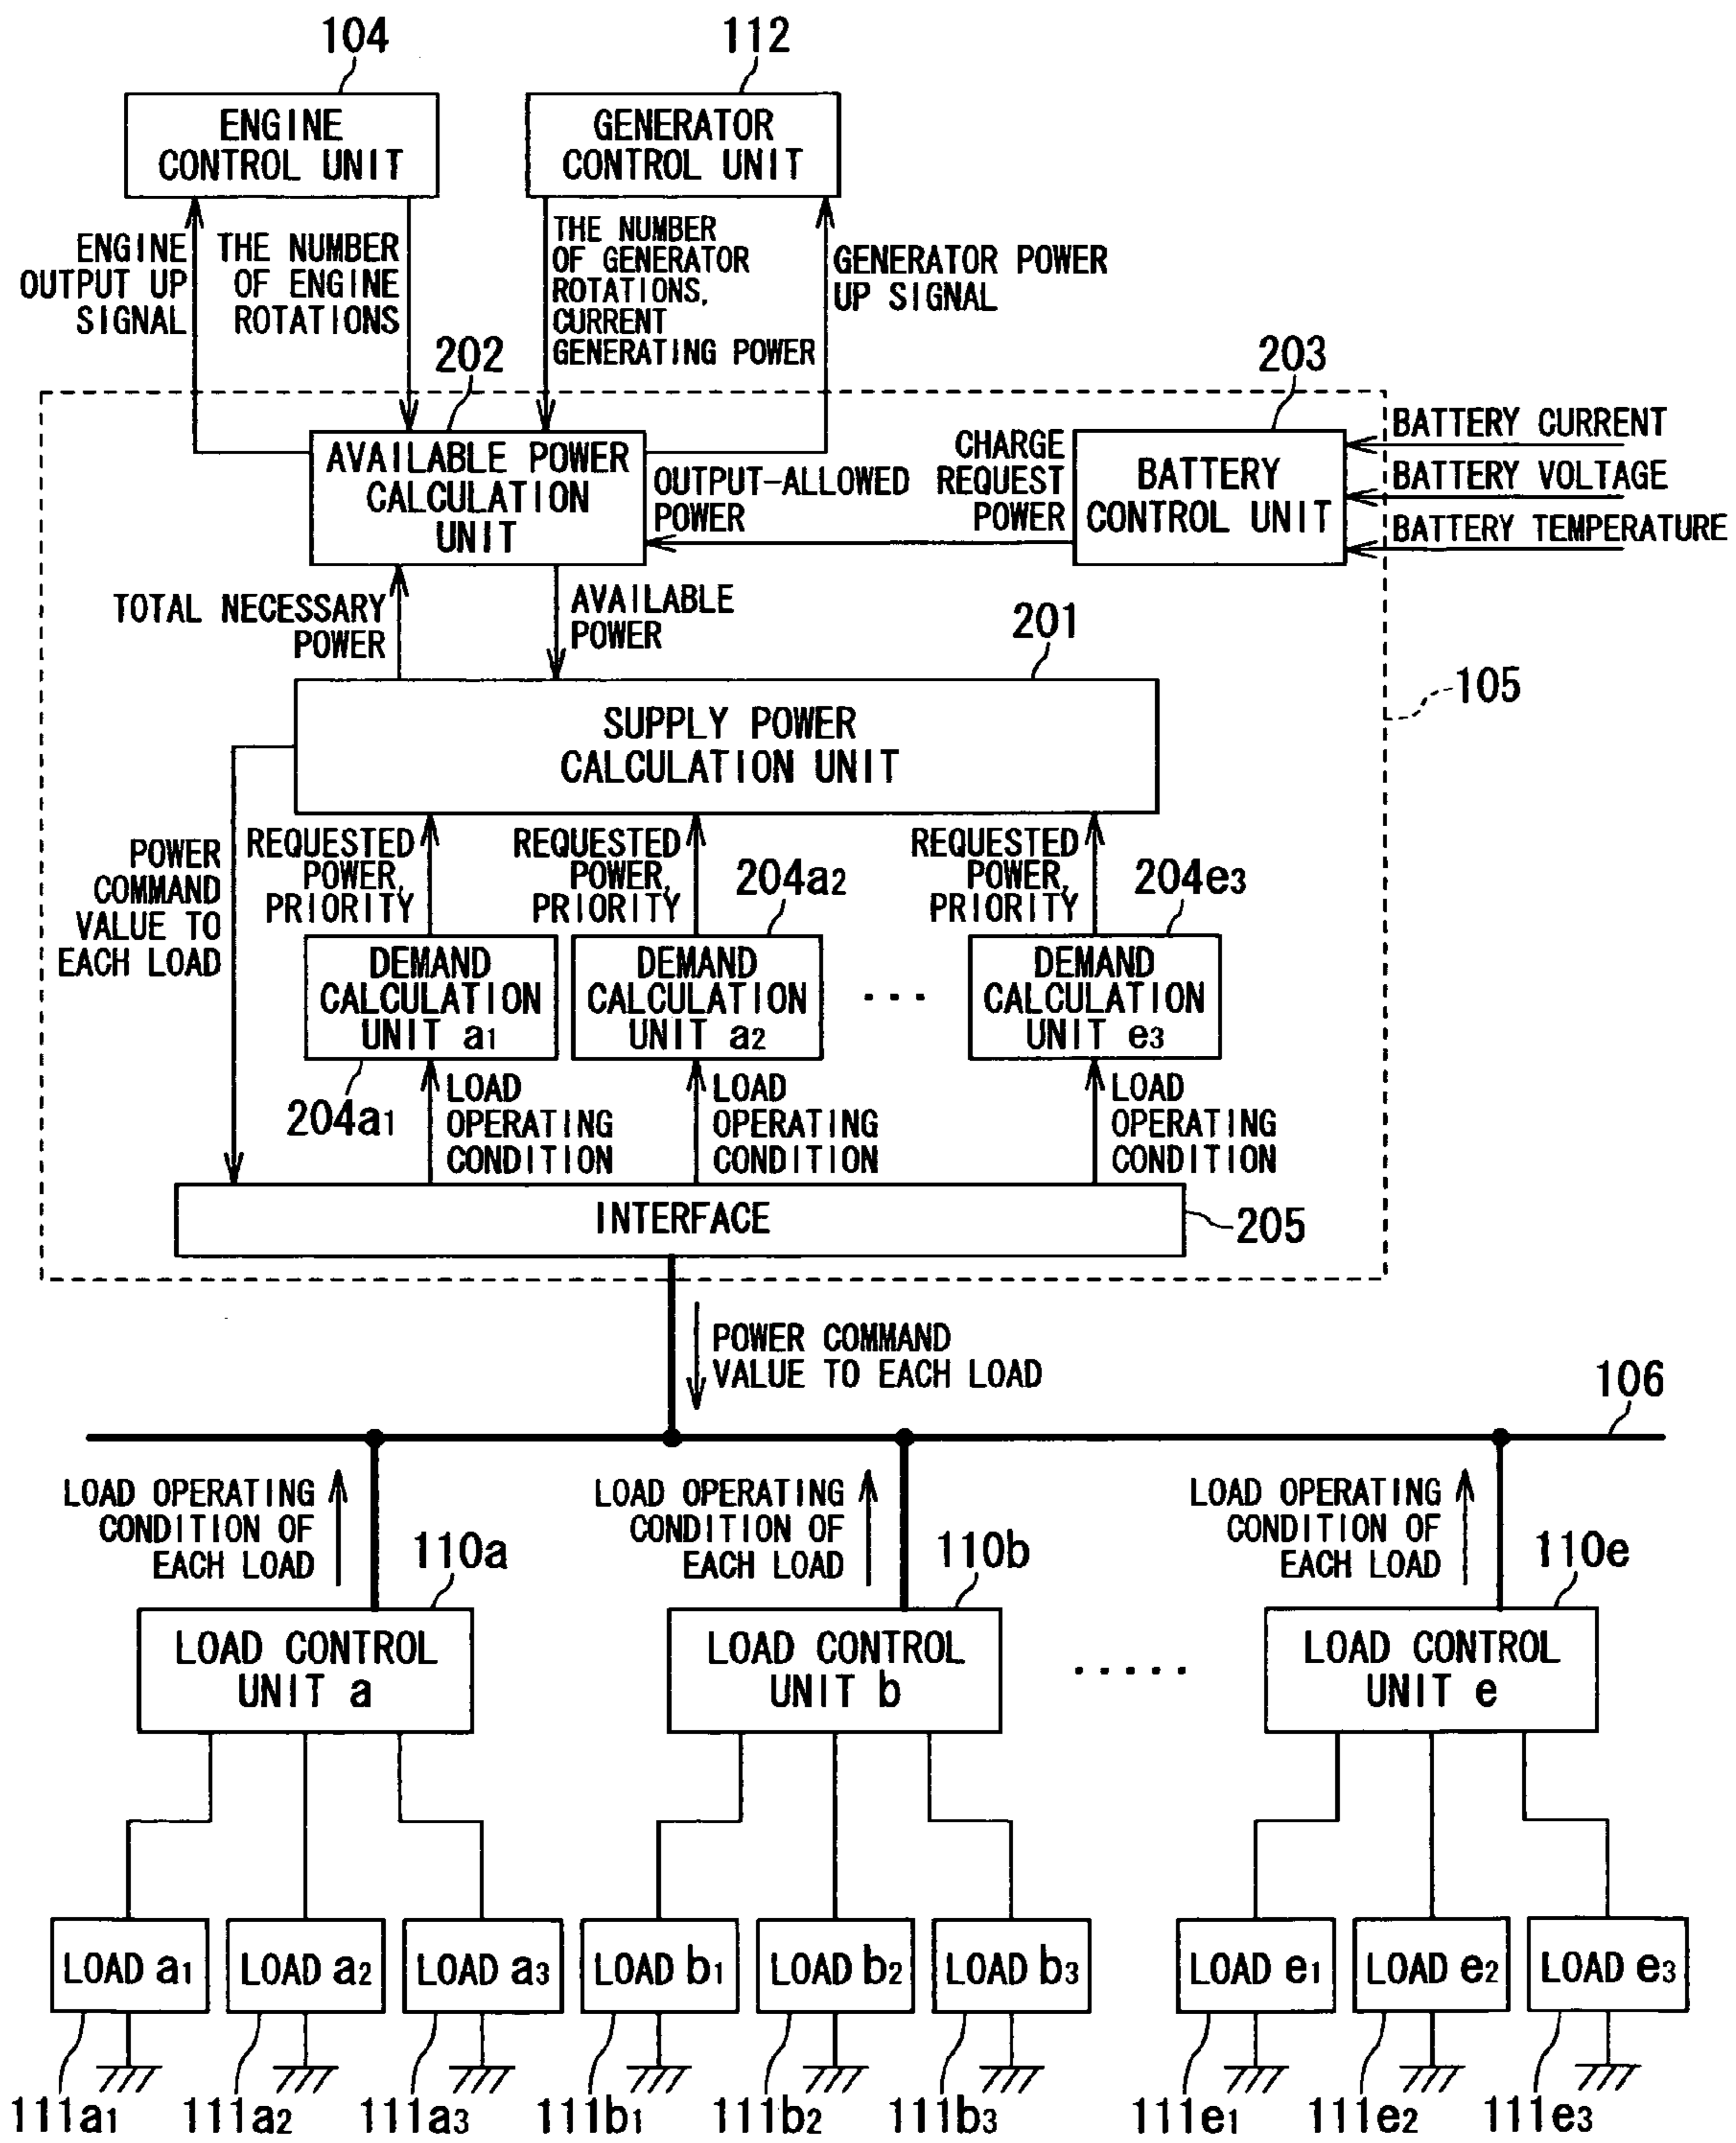 104
112
ENGINE
CONTROL UNIT
GENERATOR
CONTROL UNIT
ENGINE
OUTPUT UP
SIGNAL
THE NUMBER
OF ENGINE
ROTATIONS
THE NUMBER
OF GENERATOR
ROTATIONS,
CURRENT
GENERATING POWER
GENERATOR POWER
UP SIGNAL
202
203
AVAILABLE POWER
CALCULATION
UNIT
OUTPUT-ALLOWED
POWER
CHARGE
REQUEST
POWER
BATTERY
CONTROL UNIT
BATTERY CURRENT
BATTERY VOLTAGE
BATTERY TEMPERATURE
TOTAL NECESSARY
POWER
AVAILABLE
POWER
201
105
SUPPLY POWER
CALCULATION UNIT
POWER
COMMAND
VALUE TO
EACH LOAD
REQUESTED
POWER,
PRIORITY
REQUESTED
POWER,
PRIORITY
204a2
REQUESTED
POWER,
PRIORITY
204e3
DEMAND
CALCULATION
UNIT a1
DEMAND
CALCULATION
UNIT a2
...
DEMAND
CALCULATION
UNIT e3
204a1
LOAD
OPERATING
CONDITION
LOAD
OPERATING
CONDITION
LOAD
OPERATING
CONDITION
INTERFACE
205
POWER COMMAND
VALUE TO EACH LOAD
106
LOAD OPERATING
CONDITION OF
EACH LOAD
110a
LOAD OPERATING
CONDITION OF
EACH LOAD
110b
LOAD OPERATING
CONDITION OF
EACH LOAD
110e
LOAD CONTROL
UNIT a
LOAD CONTROL
UNIT b
.....
LOAD CONTROL
UNIT e
LOAD a1
LOAD a2
LOAD a3
LOAD b1
LOAD b2
LOAD b3
LOAD e1
LOAD e2
LOAD e3
111a1
111a2
111a3
111b1
111b2
111b3
111e1
111e2
111e3